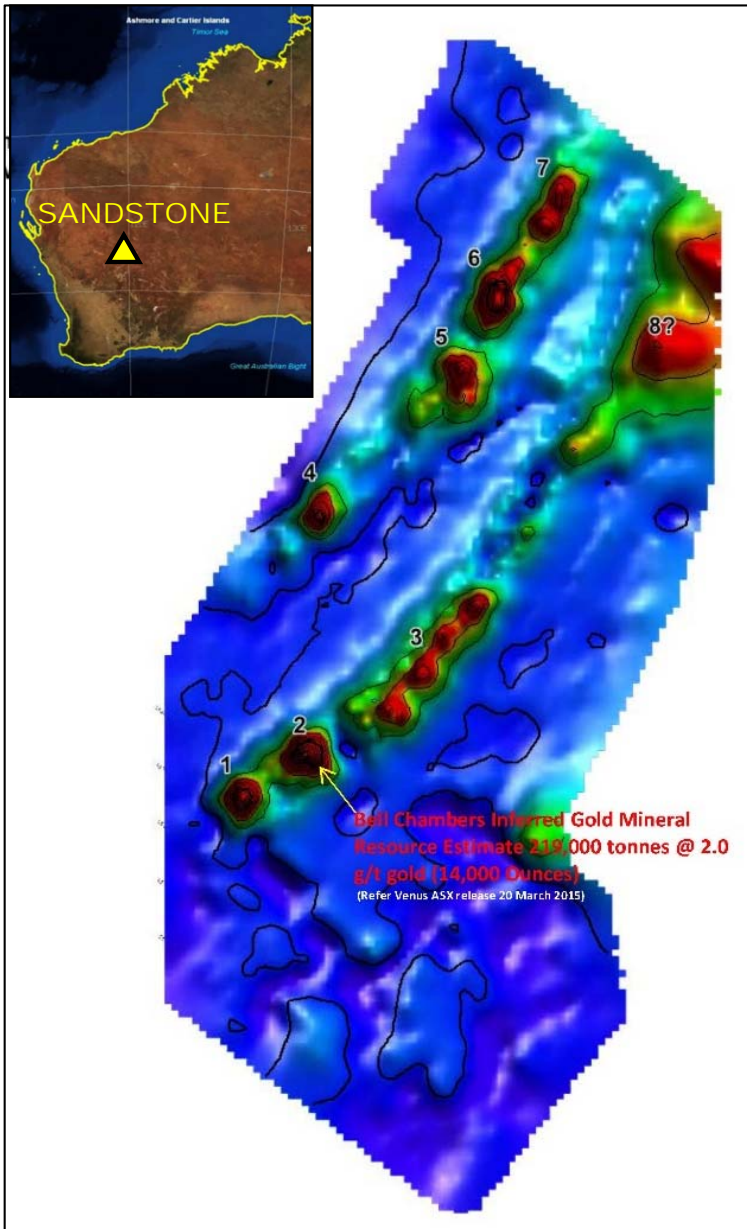 Ashmore and Cartier Islands
Timor Sea
SANDSTONE
Great Australian Bight
7
6
8?
5
4
3
2
1
Bell Chambers Inferred Gold Mineral
Resource Estimate 219,000 tonnes @ 2.0
g/t gold (14,000 Ounces)
(Refer Venus ASX release 20 March 2015)